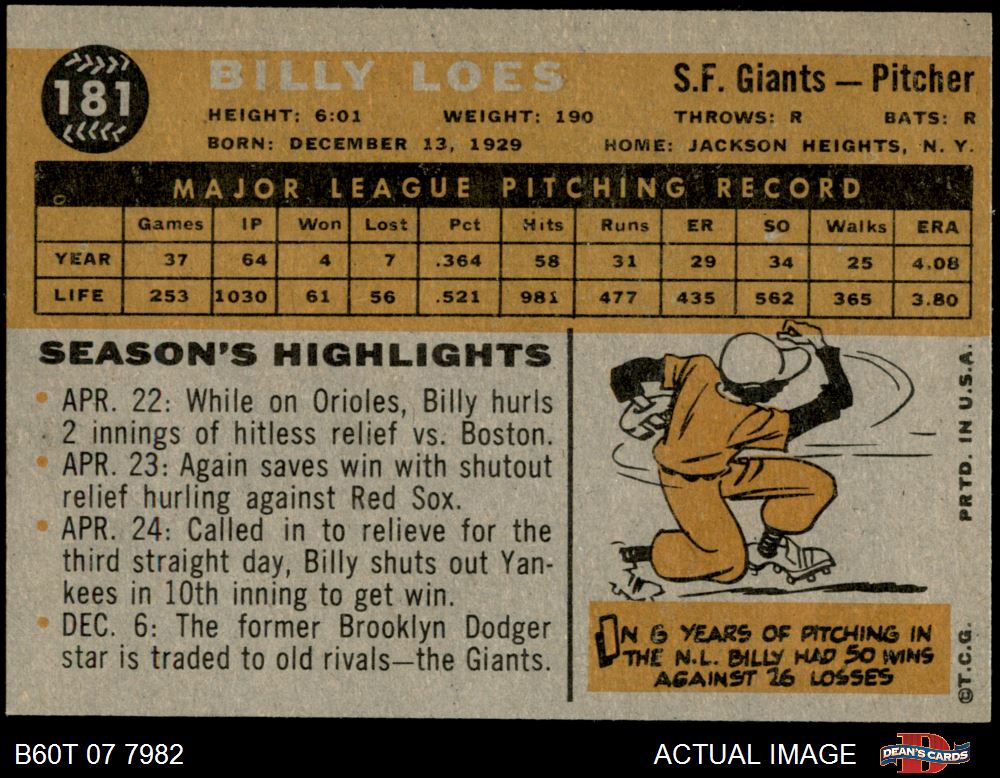 181
BILLY LOES
S.F. Giants — Pitcher
HEIGHT: 6:01 WEIGHT: 190 THROWS: R BATS: R
BORN: DECEMBER 13, 1929 HOME: JACKSON HEIGHTS, N. Y.
MAJOR LEAGUE PITCHING RECORD
Games IP Won Lost Pct Hits Runs ER SO Walks ERA
YEAR 37 64 4 7 .364 58 31 29 34 25 4.08
LIFE 253 1030 61 56 .521 981 477 435 562 365 3.80
SEASON'S HIGHLIGHTS
• APR. 22: While on Orioles, Billy hurls
2 innings of hitless relief vs. Boston.
• APR. 23: Again saves win with shutout
relief hurling against Red Sox.
• APR. 24: Called in to relieve for the
third straight day, Billy shuts out Yan-
kees in 10th inning to get win.
• DEC. 6: The former Brooklyn Dodger
star is traded to old rivals—the Giants.
IN 6 YEARS OF PITCHING IN
THE N.L. BILLY HAD 50 WINS
AGAINST 26 LOSSES
PRTD. IN U.S.A.
©T.C.G.
B60T 07 7982
ACTUAL IMAGE
DEAN'S CARDS